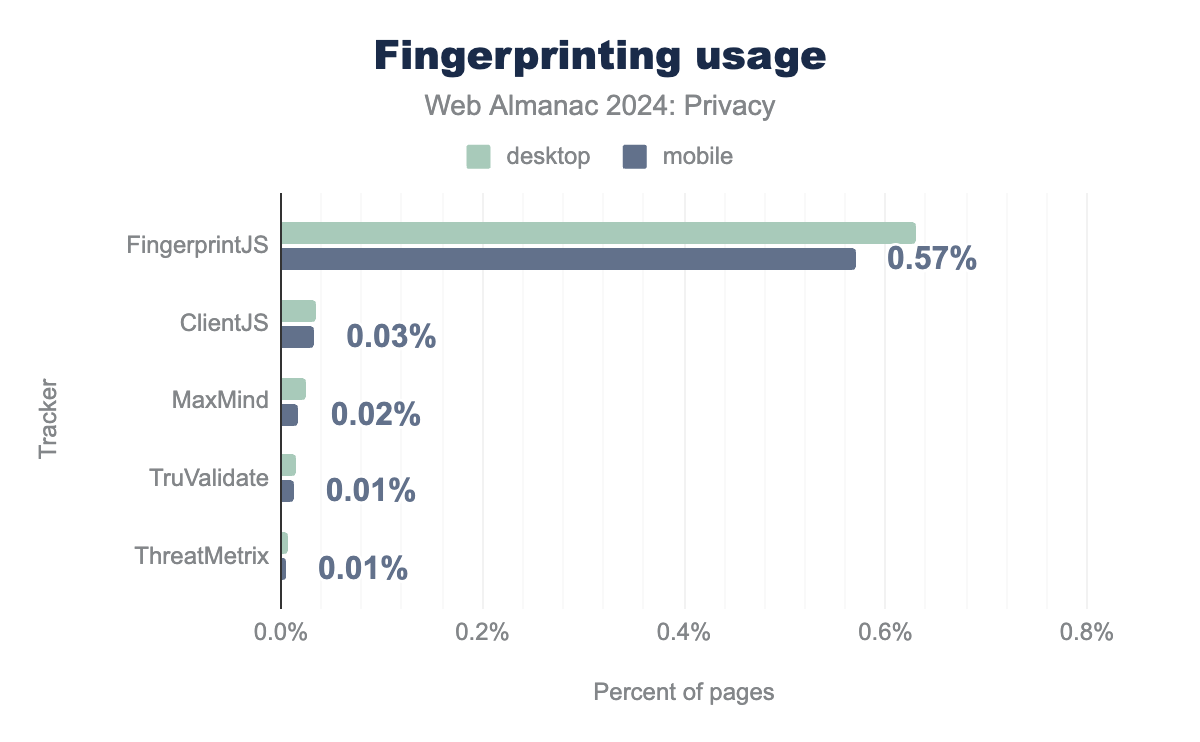 Fingerprinting usage
Web Almanac 2024: Privacy
desktop mobile
FingerprintJS 0.57%
ClientJS 0.03%
MaxMind 0.02%
TruValidate 0.01%
ThreatMetrix 0.01%
Tracker
0.0% 0.2% 0.4% 0.6% 0.8%
Percent of pages